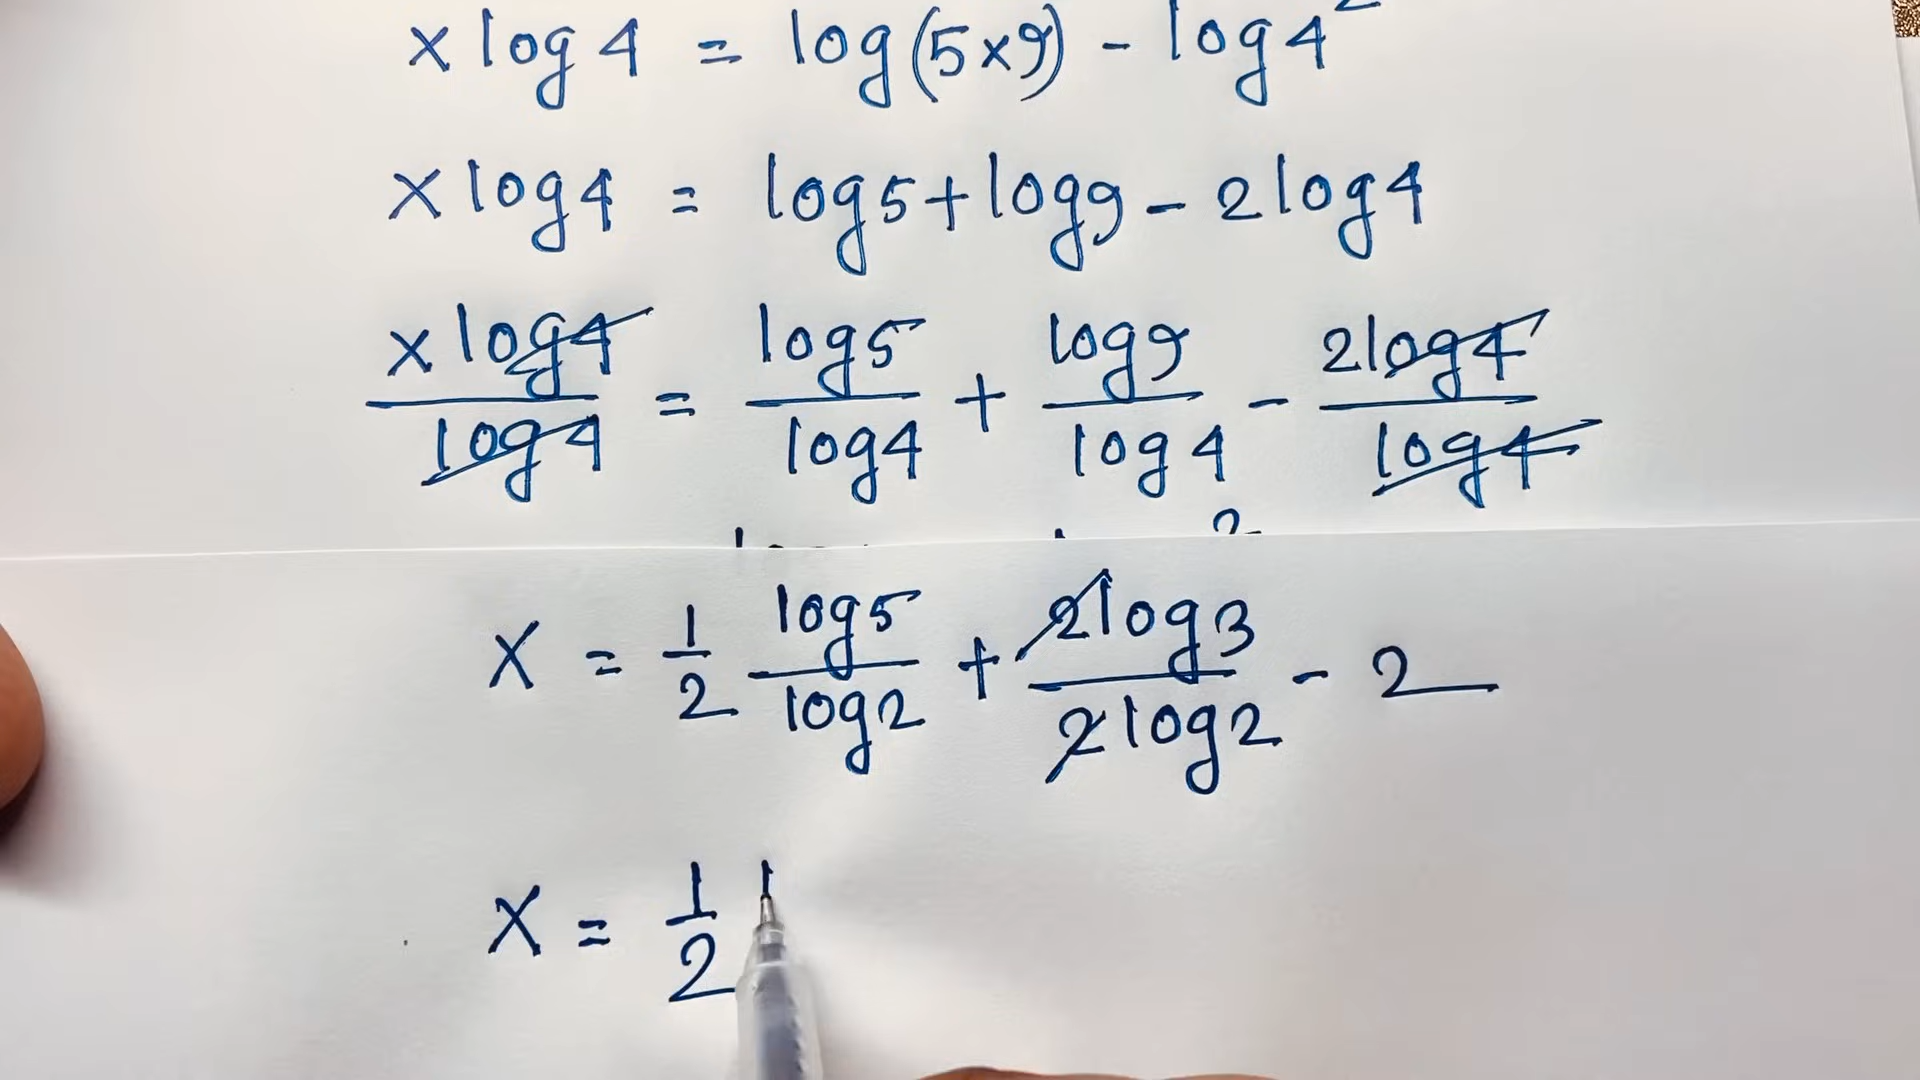 x log 4 = log(5×9) - log 4²
x log 4 = log 5 + log 9 - 2 log 4
x log 4 / log 4 = log 5 / log 4 + log 9 / log 4 - 2 log 4 / log 4
x = 1/2 log 5 / log 2 + 2 log 3 / 2 log 2 - 2
x = 1/2